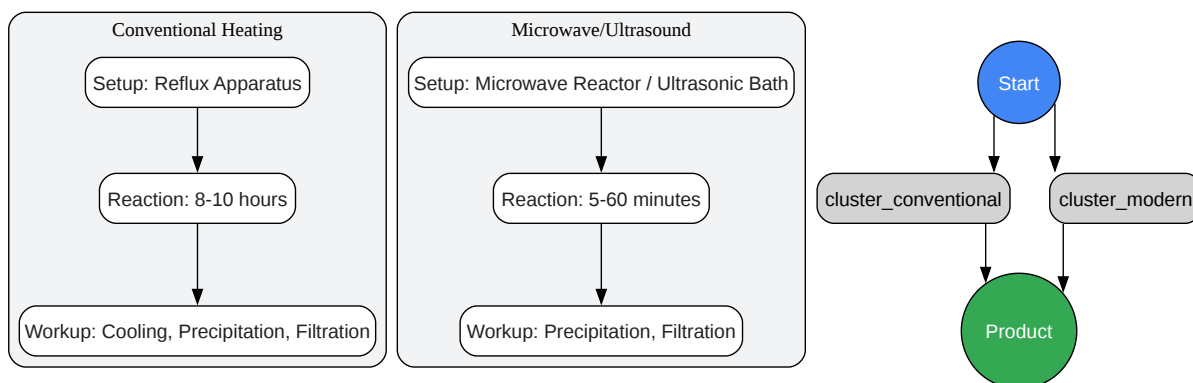 Conventional Heating
Setup: Reflux Apparatus
Reaction: 8-10 hours
Workup: Cooling, Precipitation, Filtration
Microwave/Ultrasound
Setup: Microwave Reactor / Ultrasonic Bath
Reaction: 5-60 minutes
Workup: Precipitation, Filtration
Start
cluster_conventional
cluster_modern
Product